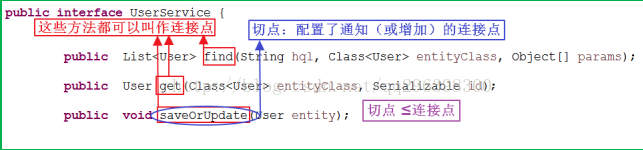 public interface UserService {
这些方法都可以叫作连接点
切点：配置了通知（或增加）的连接点
public List<User> find(String hql, Class<User> entityClass, Object[] params);
public User get(Class<User> entityClass, Serializable id);
public void saveOrUpdate(User entity);
切点 ≤连接点